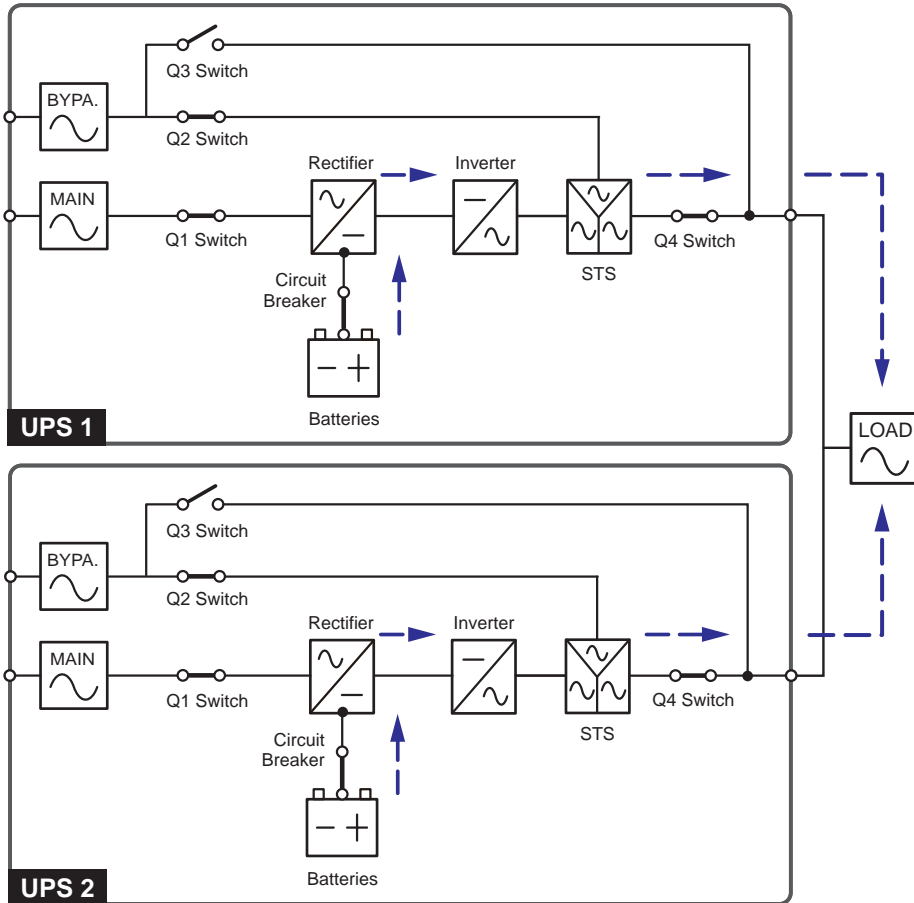 Q3 Switch
BYPA.
Q2 Switch
Rectifier
Inverter
MAIN
Q1 Switch
Q4 Switch
STS
Circuit
Breaker
Batteries
UPS 1
LOAD
Q3 Switch
BYPA.
Q2 Switch
Rectifier
Inverter
MAIN
Q1 Switch
Q4 Switch
STS
Circuit
Breaker
Batteries
UPS 2